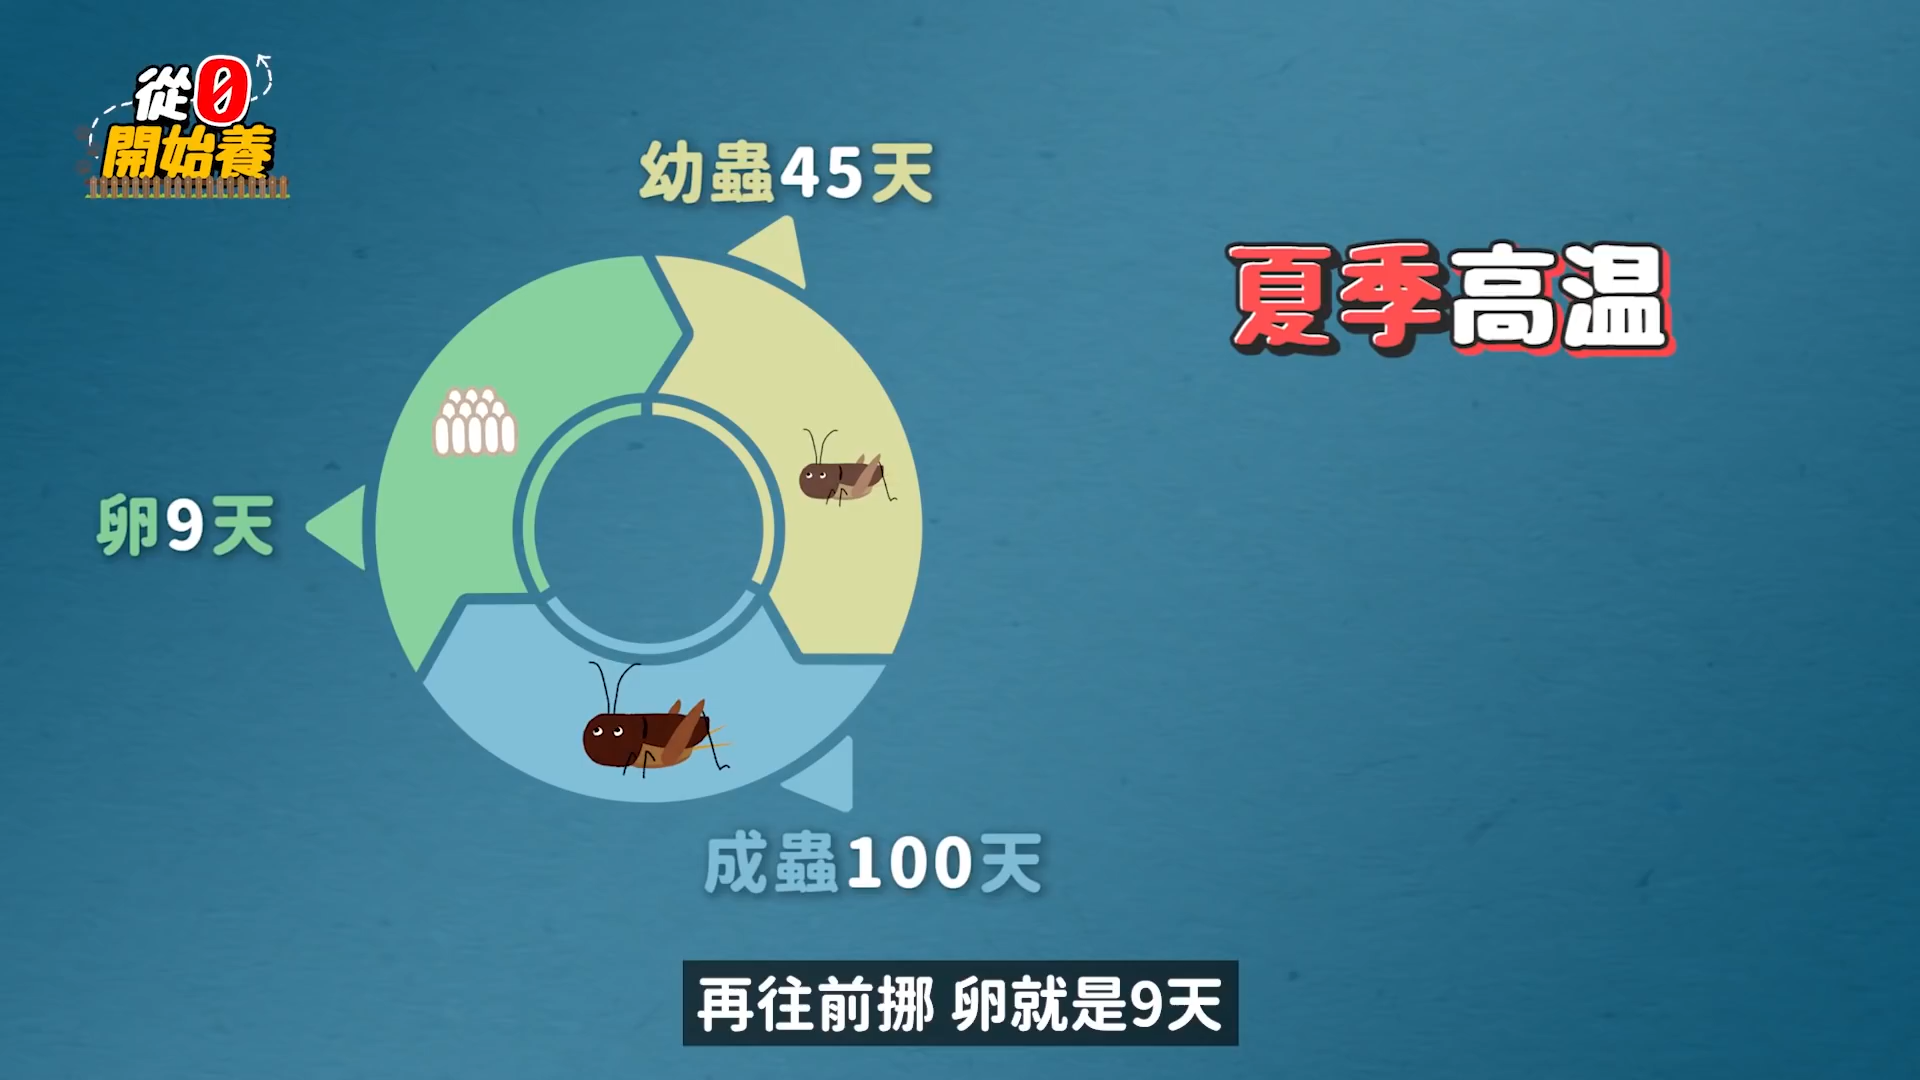 從0
開始養
幼蟲45天
夏季高温
卵9天
成蟲100天
再往前挪 卵就是9天